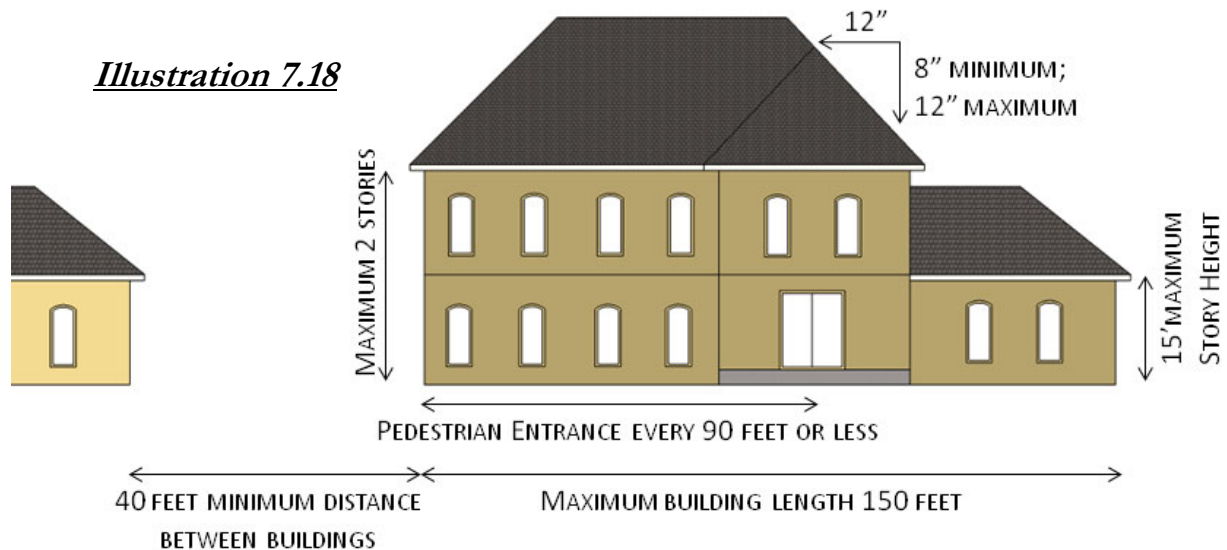 Illustration 7.18
12”
8” MINIMUM;
12” MAXIMUM
MAXIMUM 2 STORIES
15’MAXIMUM
STORY HEIGHT
PEDESTRIAN ENTRANCE EVERY 90 FEET OR LESS
40 FEET MINIMUM DISTANCE
BETWEEN BUILDINGS
MAXIMUM BUILDING LENGTH 150 FEET